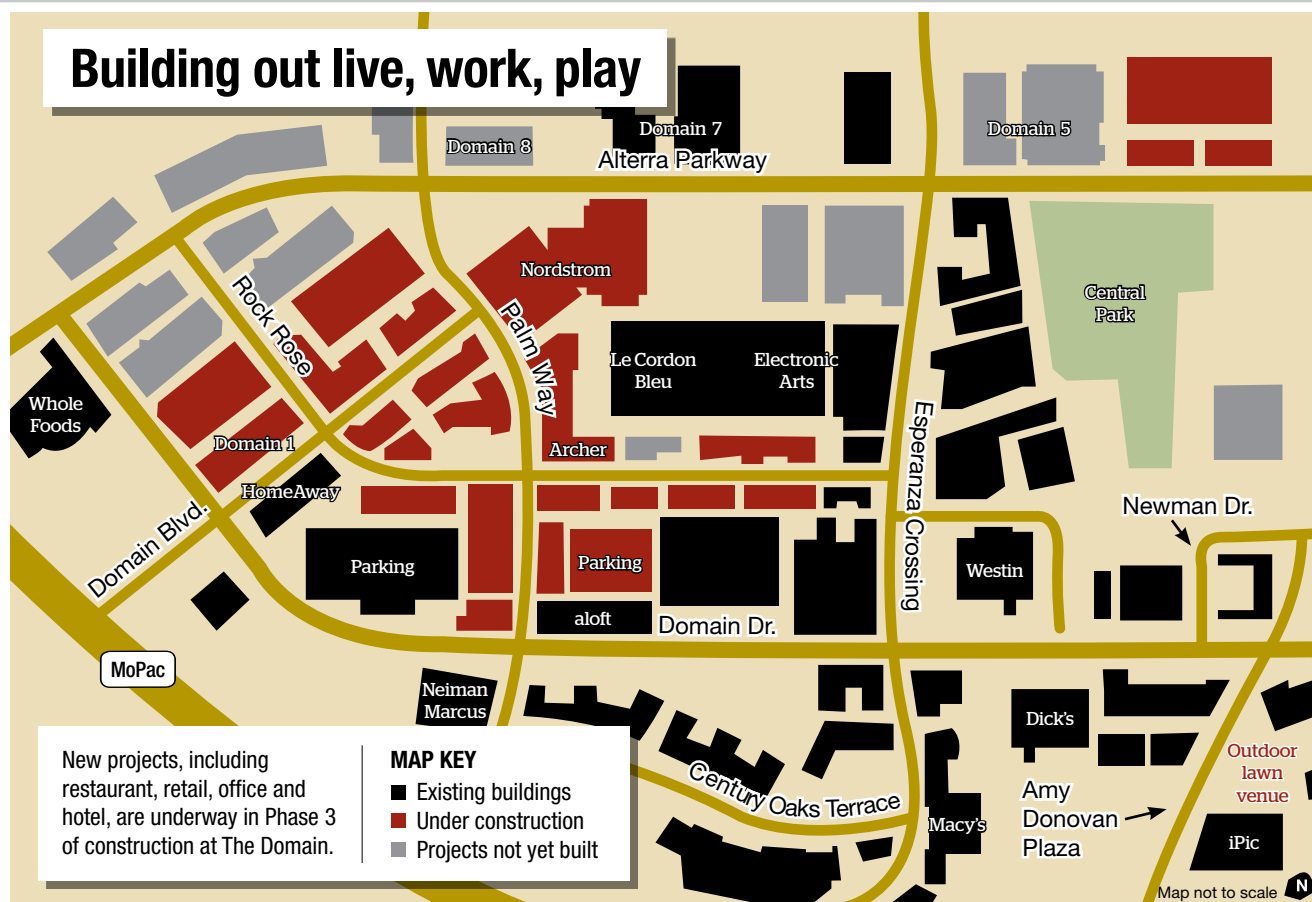 Building out live, work, play
Domain 8
Domain 7
Domain 5
Alterra Parkway
Nordstrom
Central
Park
Rock Rose
Palm Way
Le Cordon
Bleu
Electronic
Arts
Whole
Foods
Domain 1
Archer
Esperanza Crossing
HomeAway
Newman Dr.
Domain Blvd.
Parking
Parking
Westin
aloft
Domain Dr.
MoPac
Neiman
Marcus
Dick's
Outdoor
lawn
venue
Century Oaks Terrace
Macy's
Amy
Donovan
Plaza
iPic
New projects, including
restaurant, retail, office and
hotel, are underway in Phase 3
of construction at The Domain.
MAP KEY
Existing buildings
Under construction
Projects not yet built
Map not to scale
N